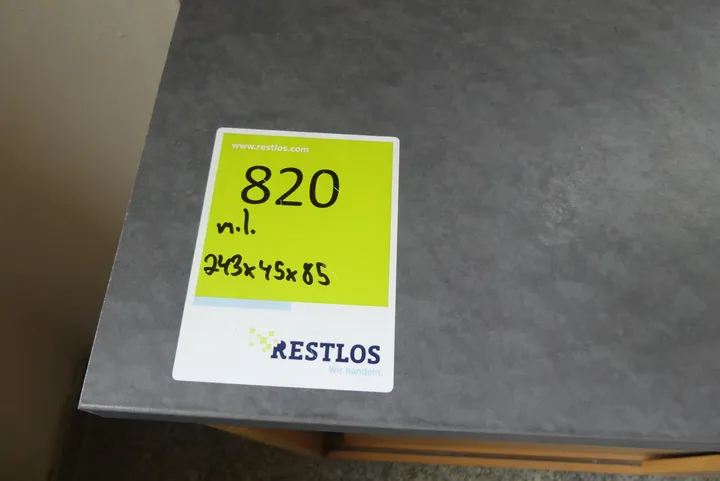 www.restlos.com
820
n.l.
243x45x85
RESTLOS
Wir handeln.